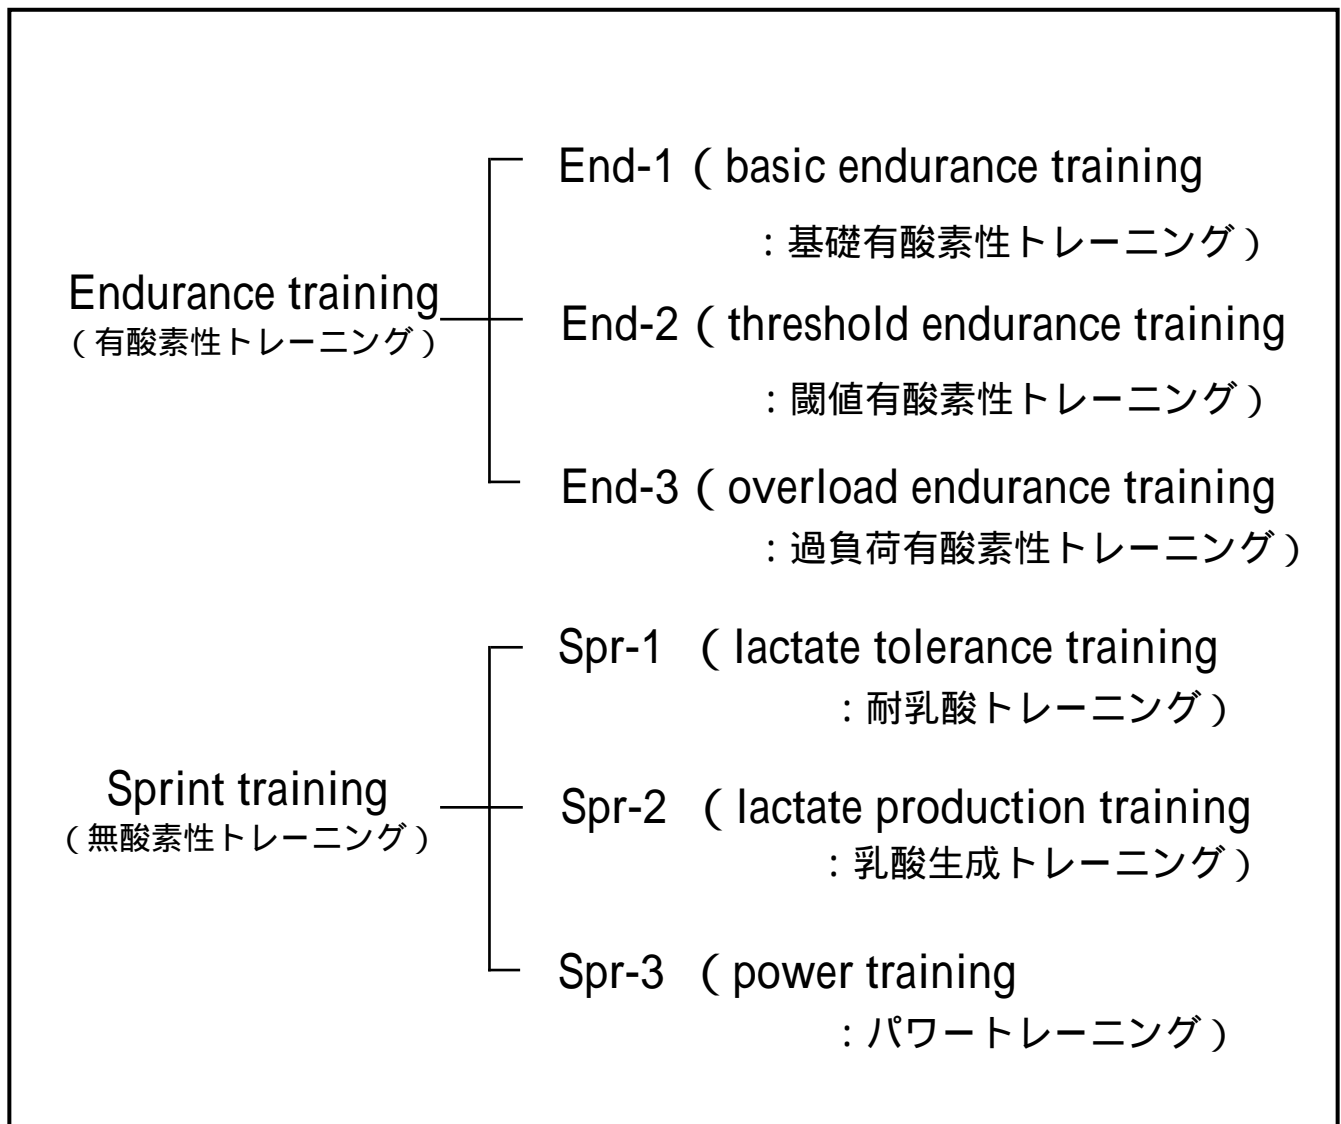 End-1 ( basic endurance training
：基礎有酸素性トレーニング）
Endurance training
（有酸素性トレーニング）
End-2 ( threshold endurance training
：閾値有酸素性トレーニング）
End-3 ( overload endurance training
：過負荷有酸素性トレーニング）
Spr-1 ( lactate tolerance training
：耐乳酸トレーニング）
Sprint training
（無酸素性トレーニング）
Spr-2 ( lactate production training
：乳酸生成トレーニング）
Spr-3 ( power training
：パワートレーニング）